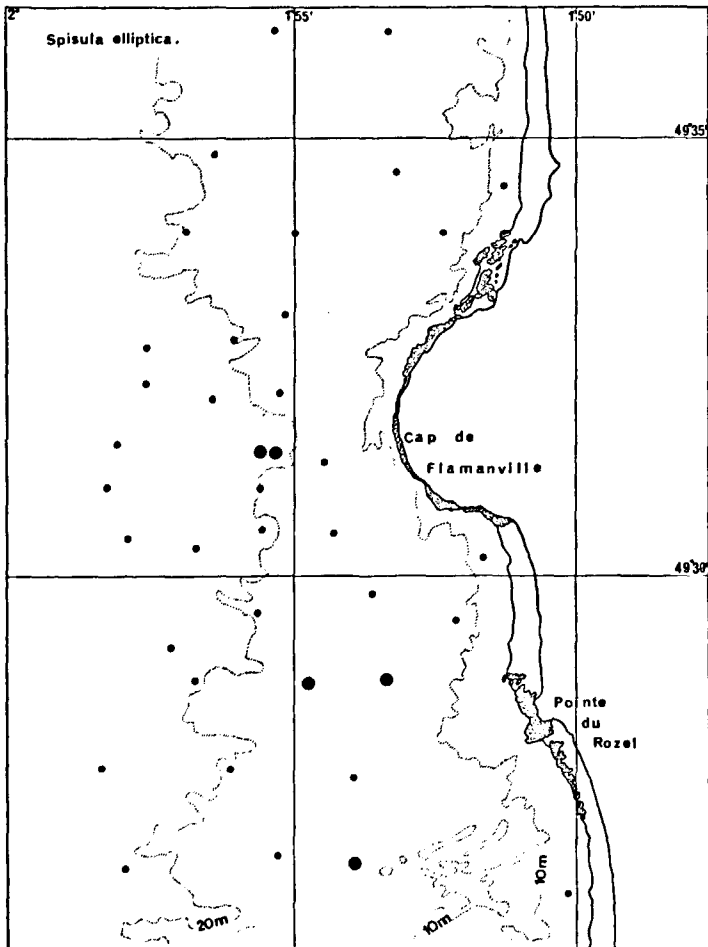 2°
1°55'
1°50'
Spisula elliptica.
49°35'
Cap de
Flamanville
49°30'
Pointe
du
Rozel
10m
20m
10m